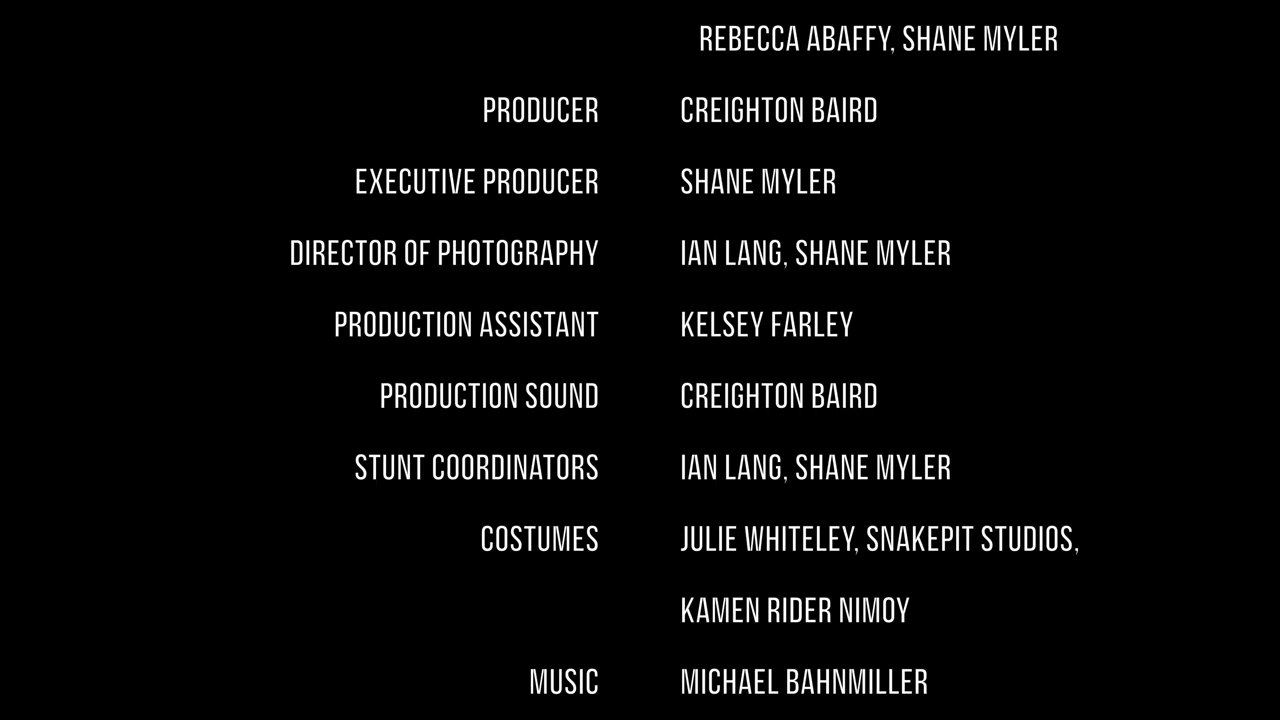 REBECCA ABAFFY, SHANE MYLER
PRODUCER CREIGHTON BAIRD
EXECUTIVE PRODUCER SHANE MYLER
DIRECTOR OF PHOTOGRAPHY IAN LANG, SHANE MYLER
PRODUCTION ASSISTANT KELSEY FARLEY
PRODUCTION SOUND CREIGHTON BAIRD
STUNT COORDINATORS IAN LANG, SHANE MYLER
COSTUMES JULIE WHITELEY, SNAKEPIT STUDIOS,
KAMEN RIDER NIMOY
MUSIC MICHAEL BAHNMILLER